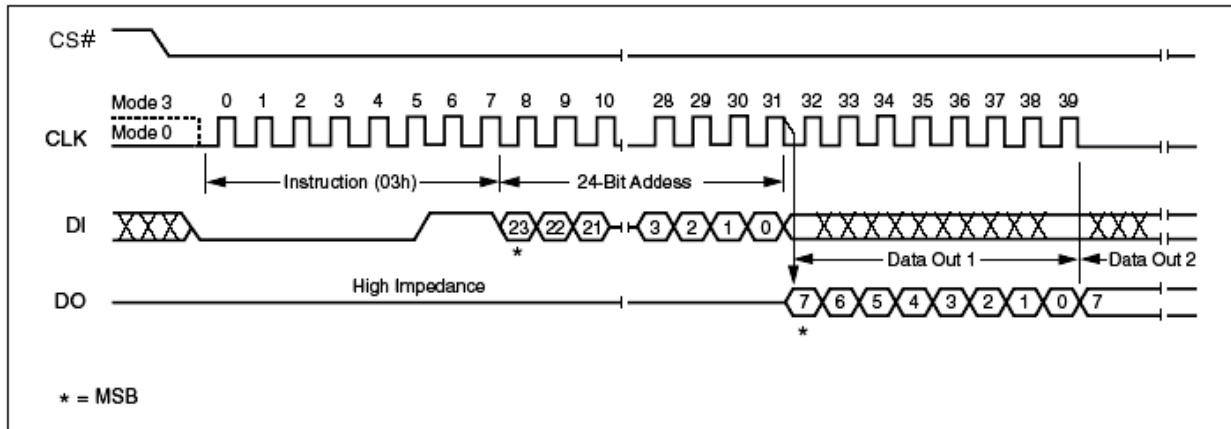 CS#
Mode 3 0 1 2 3 4 5 6 7 8 9 10 28 29 30 31 32 33 34 35 36 37 38 39
CLK Mode 0
Instruction (03h) 24-Bit Addess
DI 23 22 21 3 2 1 0
* Data Out 1 Data Out 2
High Impedance
DO 7 6 5 4 3 2 1 0 7
*
* = MSB